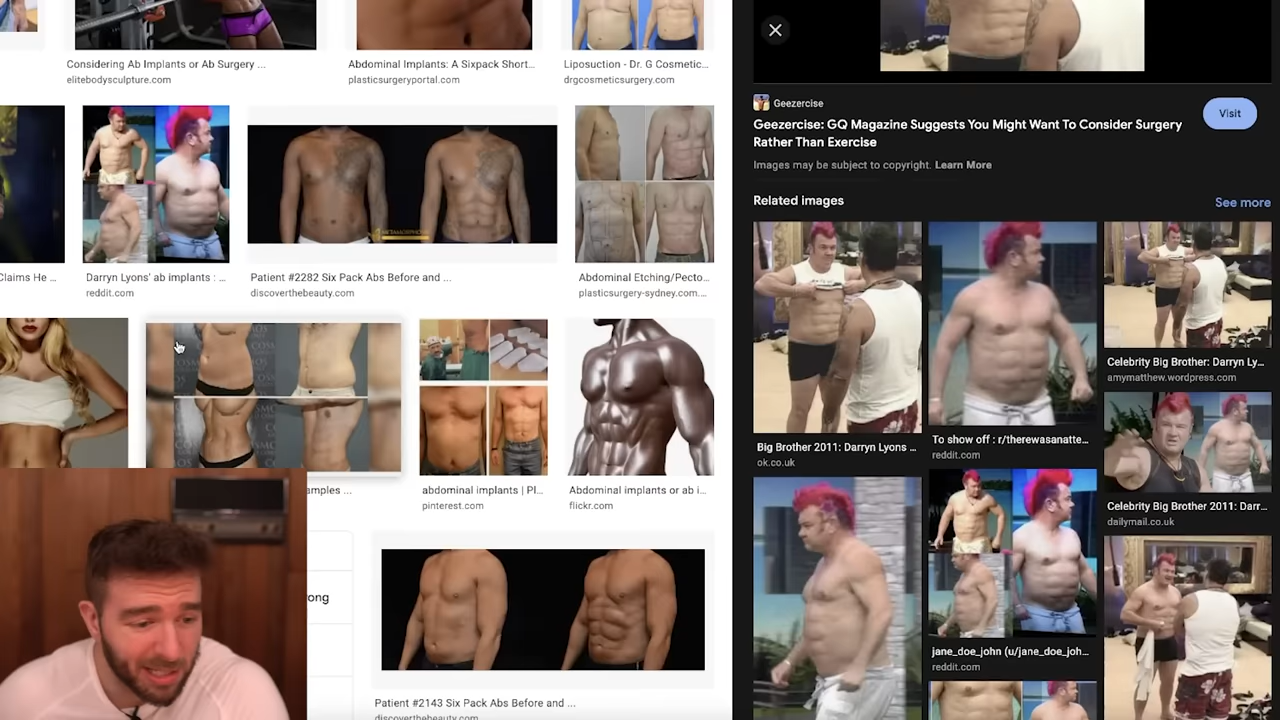 Considering Ab Implants or Ab Surgery ...
elitebodysculpture.com
Abdominal Implants: A Sixpack Short...
plasticsurgeryportal.com
Liposuction - Dr. G Cosmetic...
drgcosmeticsurgery.com
Claims He ...
Darryn Lyons' ab implants : ...
reddit.com
Patient #2282 Six Pack Abs Before and ...
discoverthebeauty.com
Abdominal Etching/Pecto...
plasticsurgery-sydney.com....
amples ...
abdominal implants | Pl...
pinterest.com
Abdominal implants or ab i...
flickr.com
rong
Patient #2143 Six Pack Abs Before and ...
discoverthebeauty.com
Geezercise
Geezercise: GQ Magazine Suggests You Might Want To Consider Surgery
Rather Than Exercise
Visit
Images may be subject to copyright. Learn More
Related images
See more
Big Brother 2011: Darryn Lyons ...
ok.co.uk
To show off : r/therewasanatte...
reddit.com
Celebrity Big Brother: Darryn Ly...
amymatthew.wordpress.com
Celebrity Big Brother 2011: Darr...
dailymail.co.uk
jane_doe_john (u/jane_doe_joh...
reddit.com